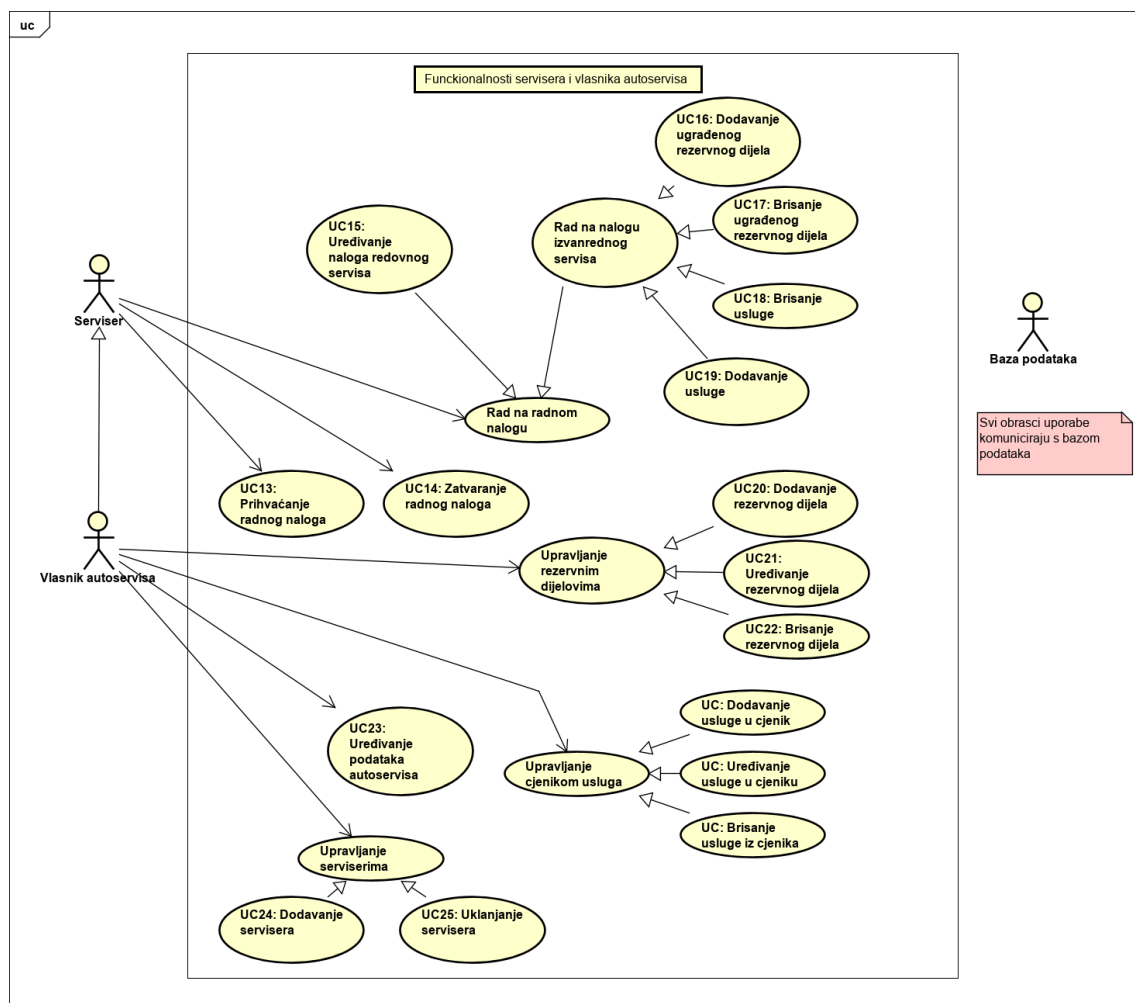 uc
Funckionalnosti servisera i vlasnika autoservisa
UC16: Dodavanje
ugrađenog
rezervnog dijela
UC17: Brisanje
ugrađenog
rezervnog dijela
UC15:
Uređivanje
naloga redovnog
servisa
Rad na nalogu
izvanrednog
servisa
UC18: Brisanje
usluge
Serviser
Baza podataka
UC19: Dodavanje
usluge
Rad na radnom
nalogu
Svi obrasci uporabe
komuniciraju s bazom
podataka
UC13:
Prihvaćanje
radnog naloga
UC14: Zatvaranje
radnog naloga
UC20: Dodavanje
rezervnog dijela
Vlasnik autoservisa
Upravljanje
rezervnim
dijelovima
UC21:
Uređivanje
rezervnog dijela
UC22: Brisanje
rezervnog dijela
UC: Dodavanje
usluge u cjenik
UC23:
Uređivanje
podataka
autoservisa
Upravljanje
cjenikom usluga
UC: Uređivanje
usluge u cjeniku
UC: Brisanje
usluge iz cjenika
Upravljanje
serviserima
UC24: Dodavanje
servisera
UC25: Uklanjanje
servisera